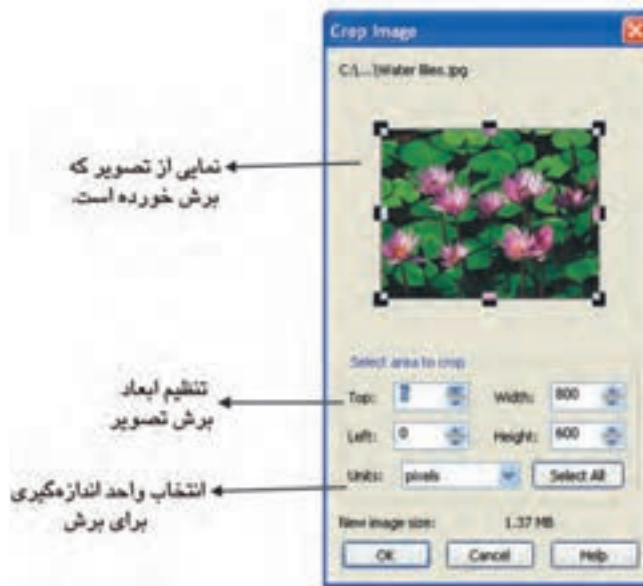 Crop Image
C:\...\Water lilies.jpg
نمایی از تصویر که
برش خورده است.
Select area to crop
تنظیم ابعاد
برش تصویر
Top: 0 Width: 800
Left: 0 Height: 600
انتخاب واحد اندازه‌گیری
برای برش
Units: pixels Select All
New image size: 1.37 MB
OK Cancel Help